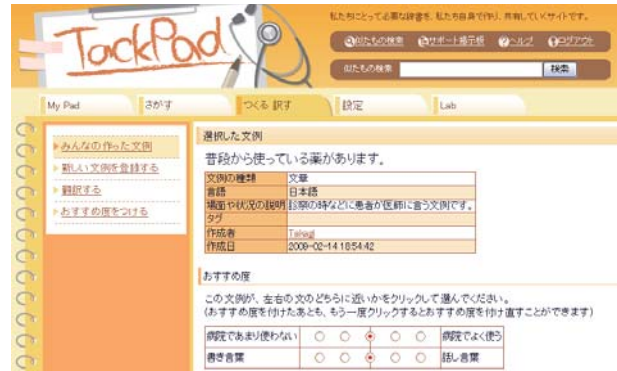 TackPad
私たちにとって必要な辞書を、私たち自身で作り、共有していくサイトです。
似たもの検索 サポート掲示板 ヘルプ ログアウト
似たもの検索 検索
My Pad さがす つくる 訳す 設定 Lab
みんなの作った文例
新しい文例を登録する
翻訳する
おすすめ度をつける
選択した文例
普段から使っている薬があります。
文例の種類 文章
言語 日本語
場面や状況の説明 診察の時などに患者が医師に言う文例です。
タグ
作成者 Takagi
作成日 2009-02-14 18:54:42
おすすめ度
この文例が、左右の文のどちらに近いかをクリックして選んでください。
(おすすめ度を付けたあとも、もう一度クリックするとおすすめ度を付け直すことができます)
病院であまり使わない 病院でよく使う
書き言葉 話し言葉